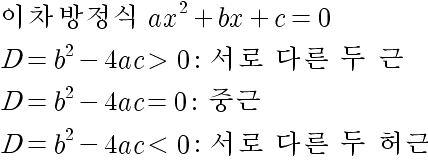 이차방정식 ax² + bx + c = 0
D = b² − 4ac > 0 : 서로 다른 두 근
D = b² − 4ac = 0 : 중근
D = b² − 4ac < 0 : 서로 다른 두 허근